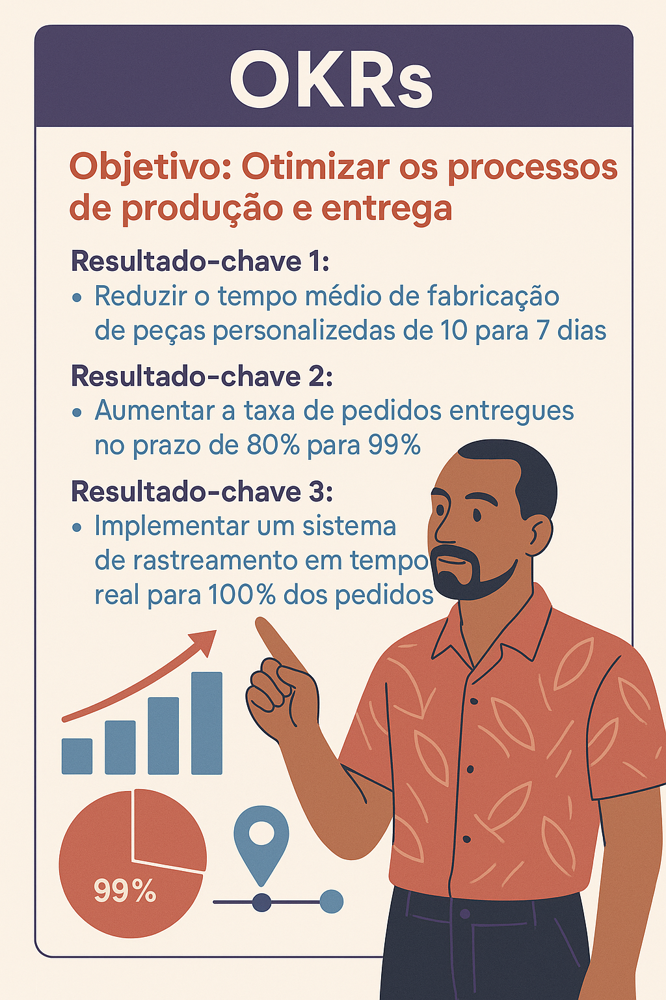 OKRs
Objetivo: Otimizar os processos
de produção e entrega
Resultado-chave 1:
• Reduzir o tempo médio de fabricação
de peças personalizedas de 10 para 7 dias
Resultado-chave 2:
• Aumentar a taxa de pedidos entregues
no prazo de 80% para 99%
Resultado-chave 3:
• Implementar um sistema
de rastreamento em tempo
real para 100% dos pedidos
99%